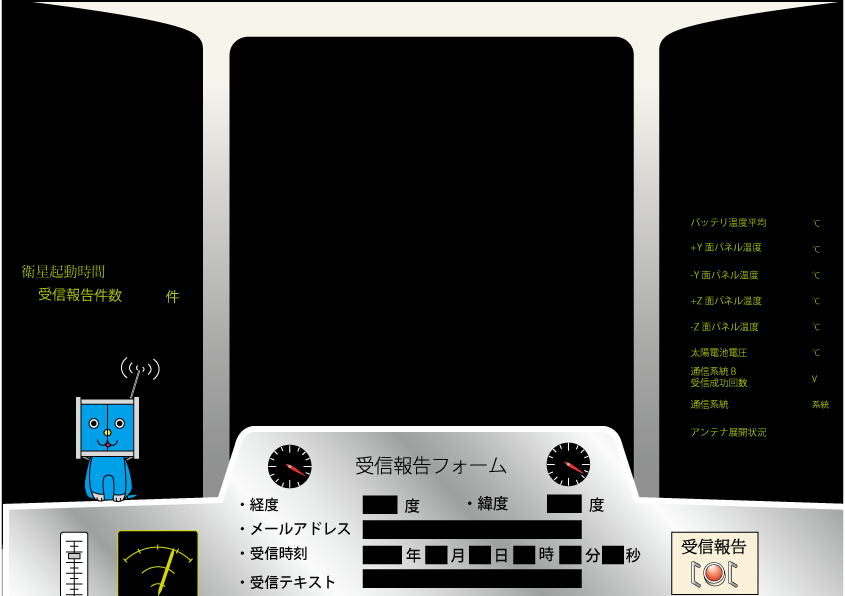 衛星起動時間
受信報告件数 件
バッテリ温度平均 ℃
+Y 面パネル温度 ℃
-Y 面パネル温度 ℃
+Z 面パネル温度 ℃
-Z 面パネル温度 ℃
太陽電池電圧 ℃
通信系統 B
受信成功回数 V
通信系統 系統
アンテナ展開状況
受信報告フォーム
・経度 度 ・緯度 度
・メールアドレス
・受信時刻 年 月 日 時 分 秒
・受信テキスト
受信報告